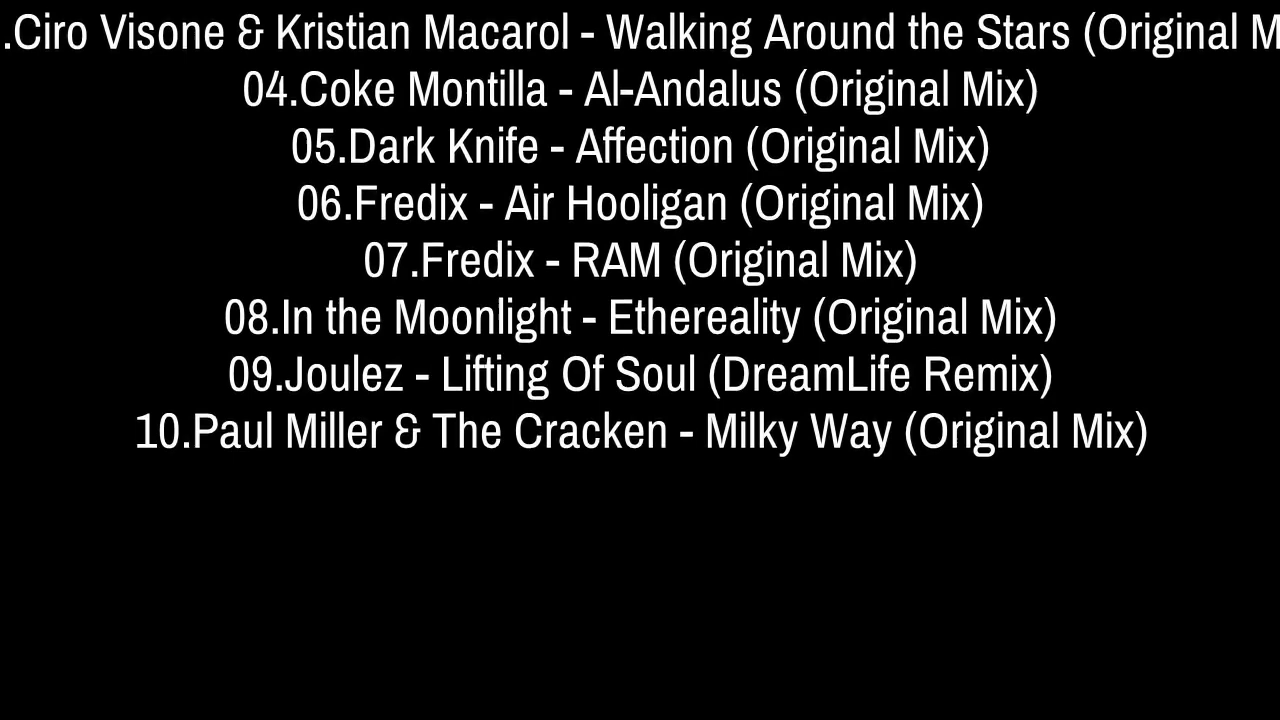 .Ciro Visone & Kristian Macarol - Walking Around the Stars (Original M
04.Coke Montilla - Al-Andalus (Original Mix)
05.Dark Knife - Affection (Original Mix)
06.Fredix - Air Hooligan (Original Mix)
07.Fredix - RAM (Original Mix)
08.In the Moonlight - Ethereality (Original Mix)
09.Joulez - Lifting Of Soul (DreamLife Remix)
10.Paul Miller & The Cracken - Milky Way (Original Mix)